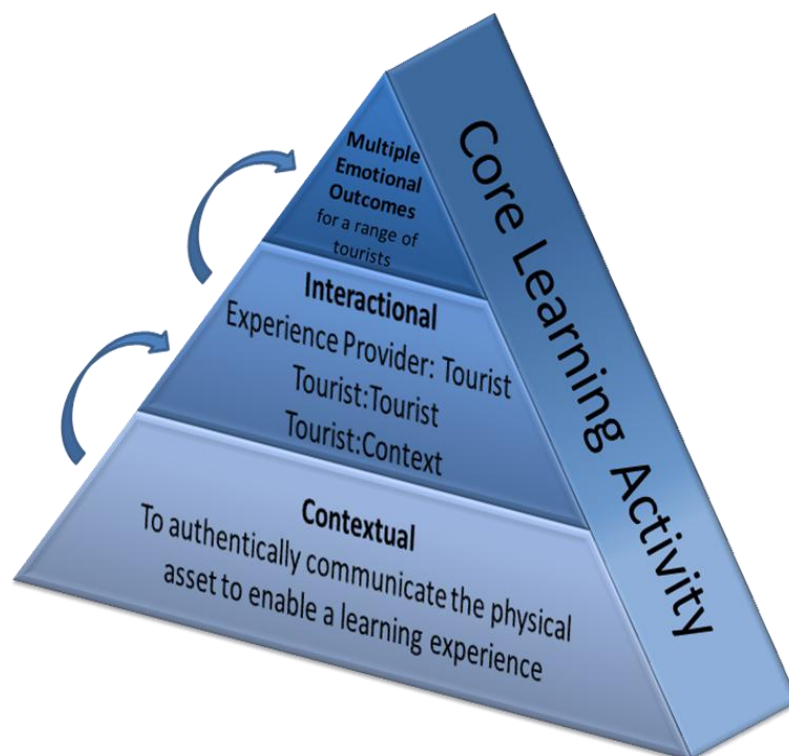 Multiple
Emotional
Outcomes
for a range of
tourists
Interactional
Experience Provider: Tourist
Tourist:Tourist
Tourist:Context
Contextual
To authentically communicate the physical
asset to enable a learning experience
Core Learning Activity